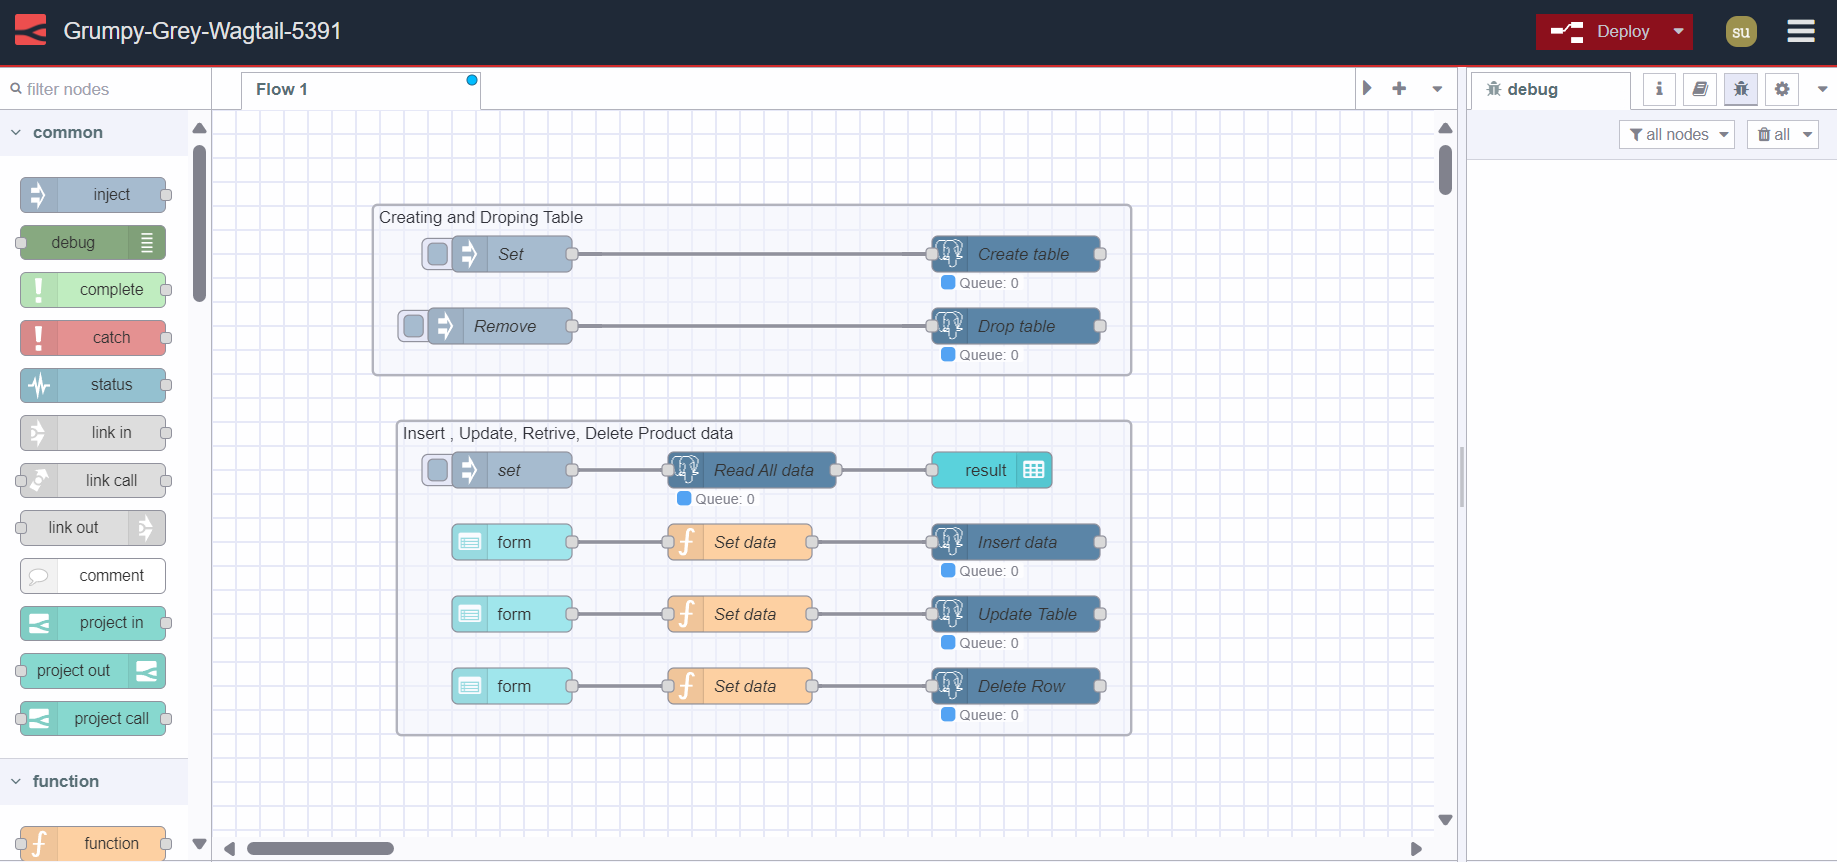 Grumpy-Grey-Wagtail-5391
Deploy
su
filter nodes
Flow 1
debug
all nodes
all
common
inject
debug
complete
catch
status
link in
link call
link out
comment
project in
project out
project call
function
function
Creating and Droping Table
Set
Create table
Queue: 0
Remove
Drop table
Queue: 0
Insert , Update, Retrive, Delete Product data
set
Read All data
result
Queue: 0
form
Set data
Insert data
Queue: 0
form
Set data
Update Table
Queue: 0
form
Set data
Delete Row
Queue: 0